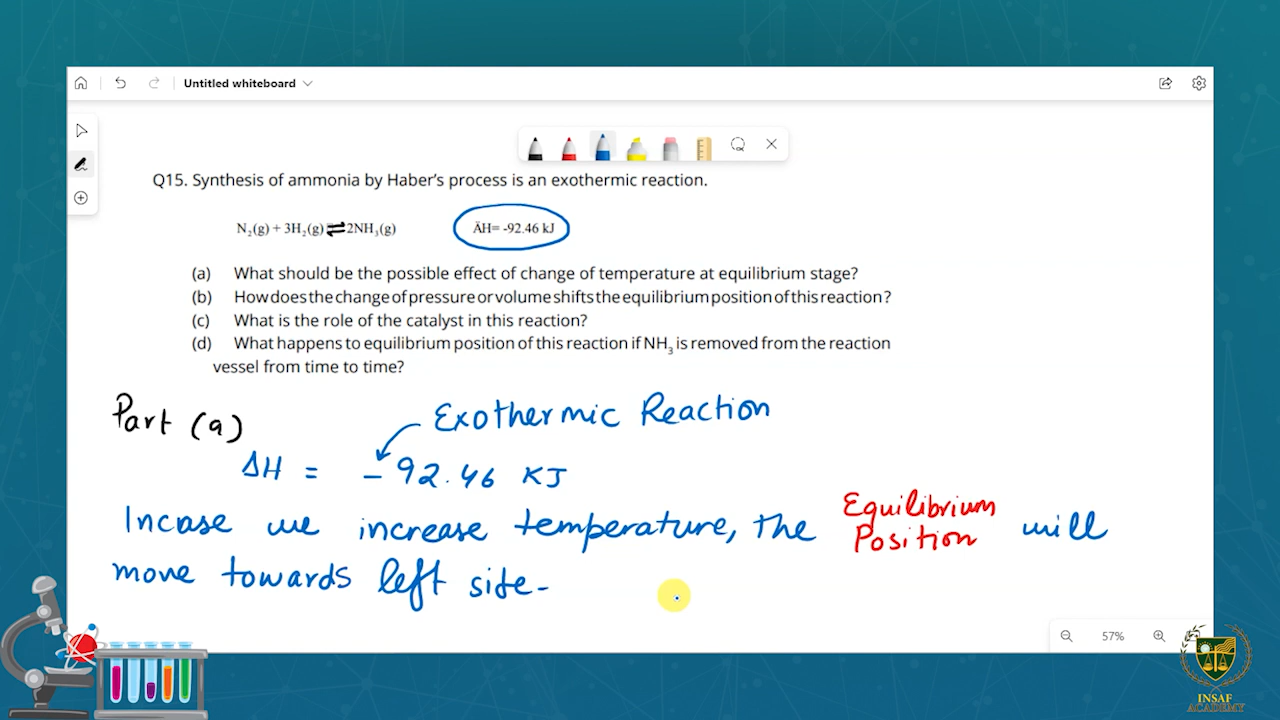 Untitled whiteboard
Q15. Synthesis of ammonia by Haber's process is an exothermic reaction.
N₂(g) + 3H₂(g)⇌2NH₃(g) ÄH= -92.46 kJ
(a) What should be the possible effect of change of temperature at equilibrium stage?
(b) How does the change of pressure or volume shifts the equilibrium position of this reaction?
(c) What is the role of the catalyst in this reaction?
(d) What happens to equilibrium position of this reaction if NH₃ is removed from the reaction
vessel from time to time?
Part (a) Exothermic Reaction
ΔH = -92.46 KJ
Incase we increase temperature, the Equilibrium Position will
move towards left site-
57%
INSAF
ACADEMY